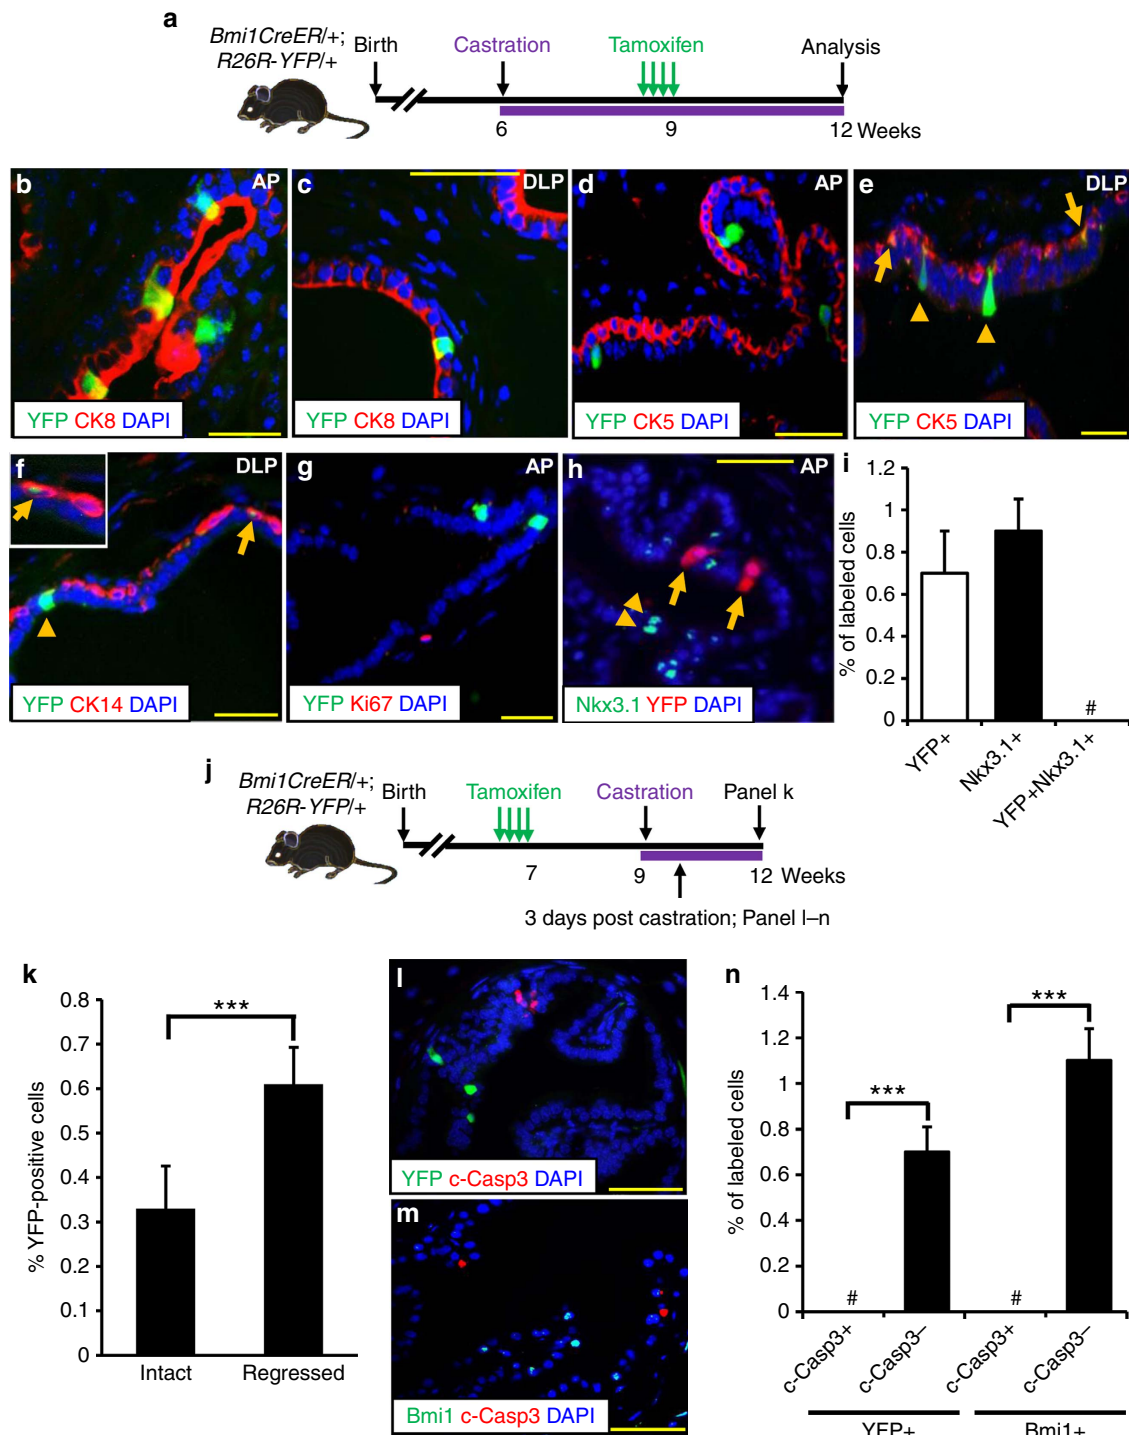 a
Bmi1CreER/+;
R26R-YFP/+
Birth
Castration
Tamoxifen
Analysis
6
9
12 Weeks
b
AP
YFP CK8 DAPI
c
DLP
YFP CK8 DAPI
d
AP
YFP CK5 DAPI
e
DLP
YFP CK5 DAPI
f
DLP
YFP CK14 DAPI
g
AP
YFP Ki67 DAPI
h
AP
Nkx3.1 YFP DAPI
i
% of labeled cells
1.2
1
0.8
0.6
0.4
0.2
0
#
YFP+
Nkx3.1+
YFP+Nkx3.1+
j
Bmi1CreER/+;
R26R-YFP/+
Birth
Tamoxifen
Castration
Panel k
7
9
12 Weeks
3 days post castration; Panel l–n
k
% YFP-positive cells
0.8
0.7
0.6
0.5
0.4
0.3
0.2
0.1
0
***
Intact
Regressed
l
YFP c-Casp3 DAPI
m
Bmi1 c-Casp3 DAPI
n
% of labeled cells
1.4
1.2
1
0.8
0.6
0.4
0.2
0
***
***
#
#
c-Casp3+
c-Casp3–
c-Casp3+
c-Casp3–
YFP+
Bmi1+